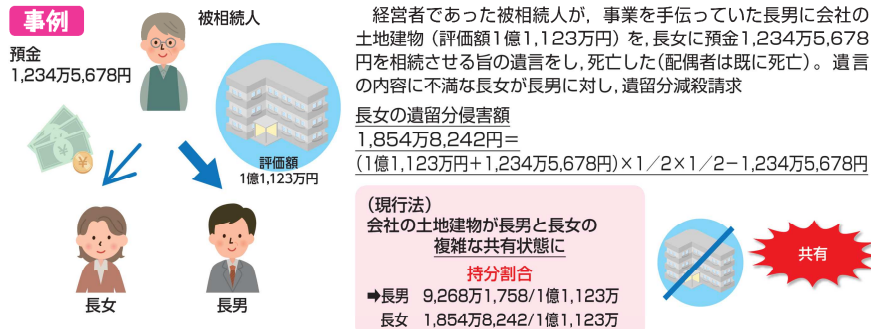 事例
被相続人
預金
1,234万5,678円
評価額
1億1,123万円
長女
長男
経営者であった被相続人が，事業を手伝っていた長男に会社の
土地建物（評価額1億1,123万円）を，長女に預金1,234万5,678
円を相続させる旨の遺言をし，死亡した（配偶者は既に死亡）。遺言
の内容に不満な長女が長男に対し，遺留分減殺請求
長女の遺留分侵害額
1,854万8,242円＝
（1億1,123万円＋1,234万5,678円）×1／2×1／2－1,234万5,678円
（現行法）
会社の土地建物が長男と長女の
複雑な共有状態に
持分割合
➡長男　9,268万1,758/1億1,123万
長女　1,854万8,242/1億1,123万
共有